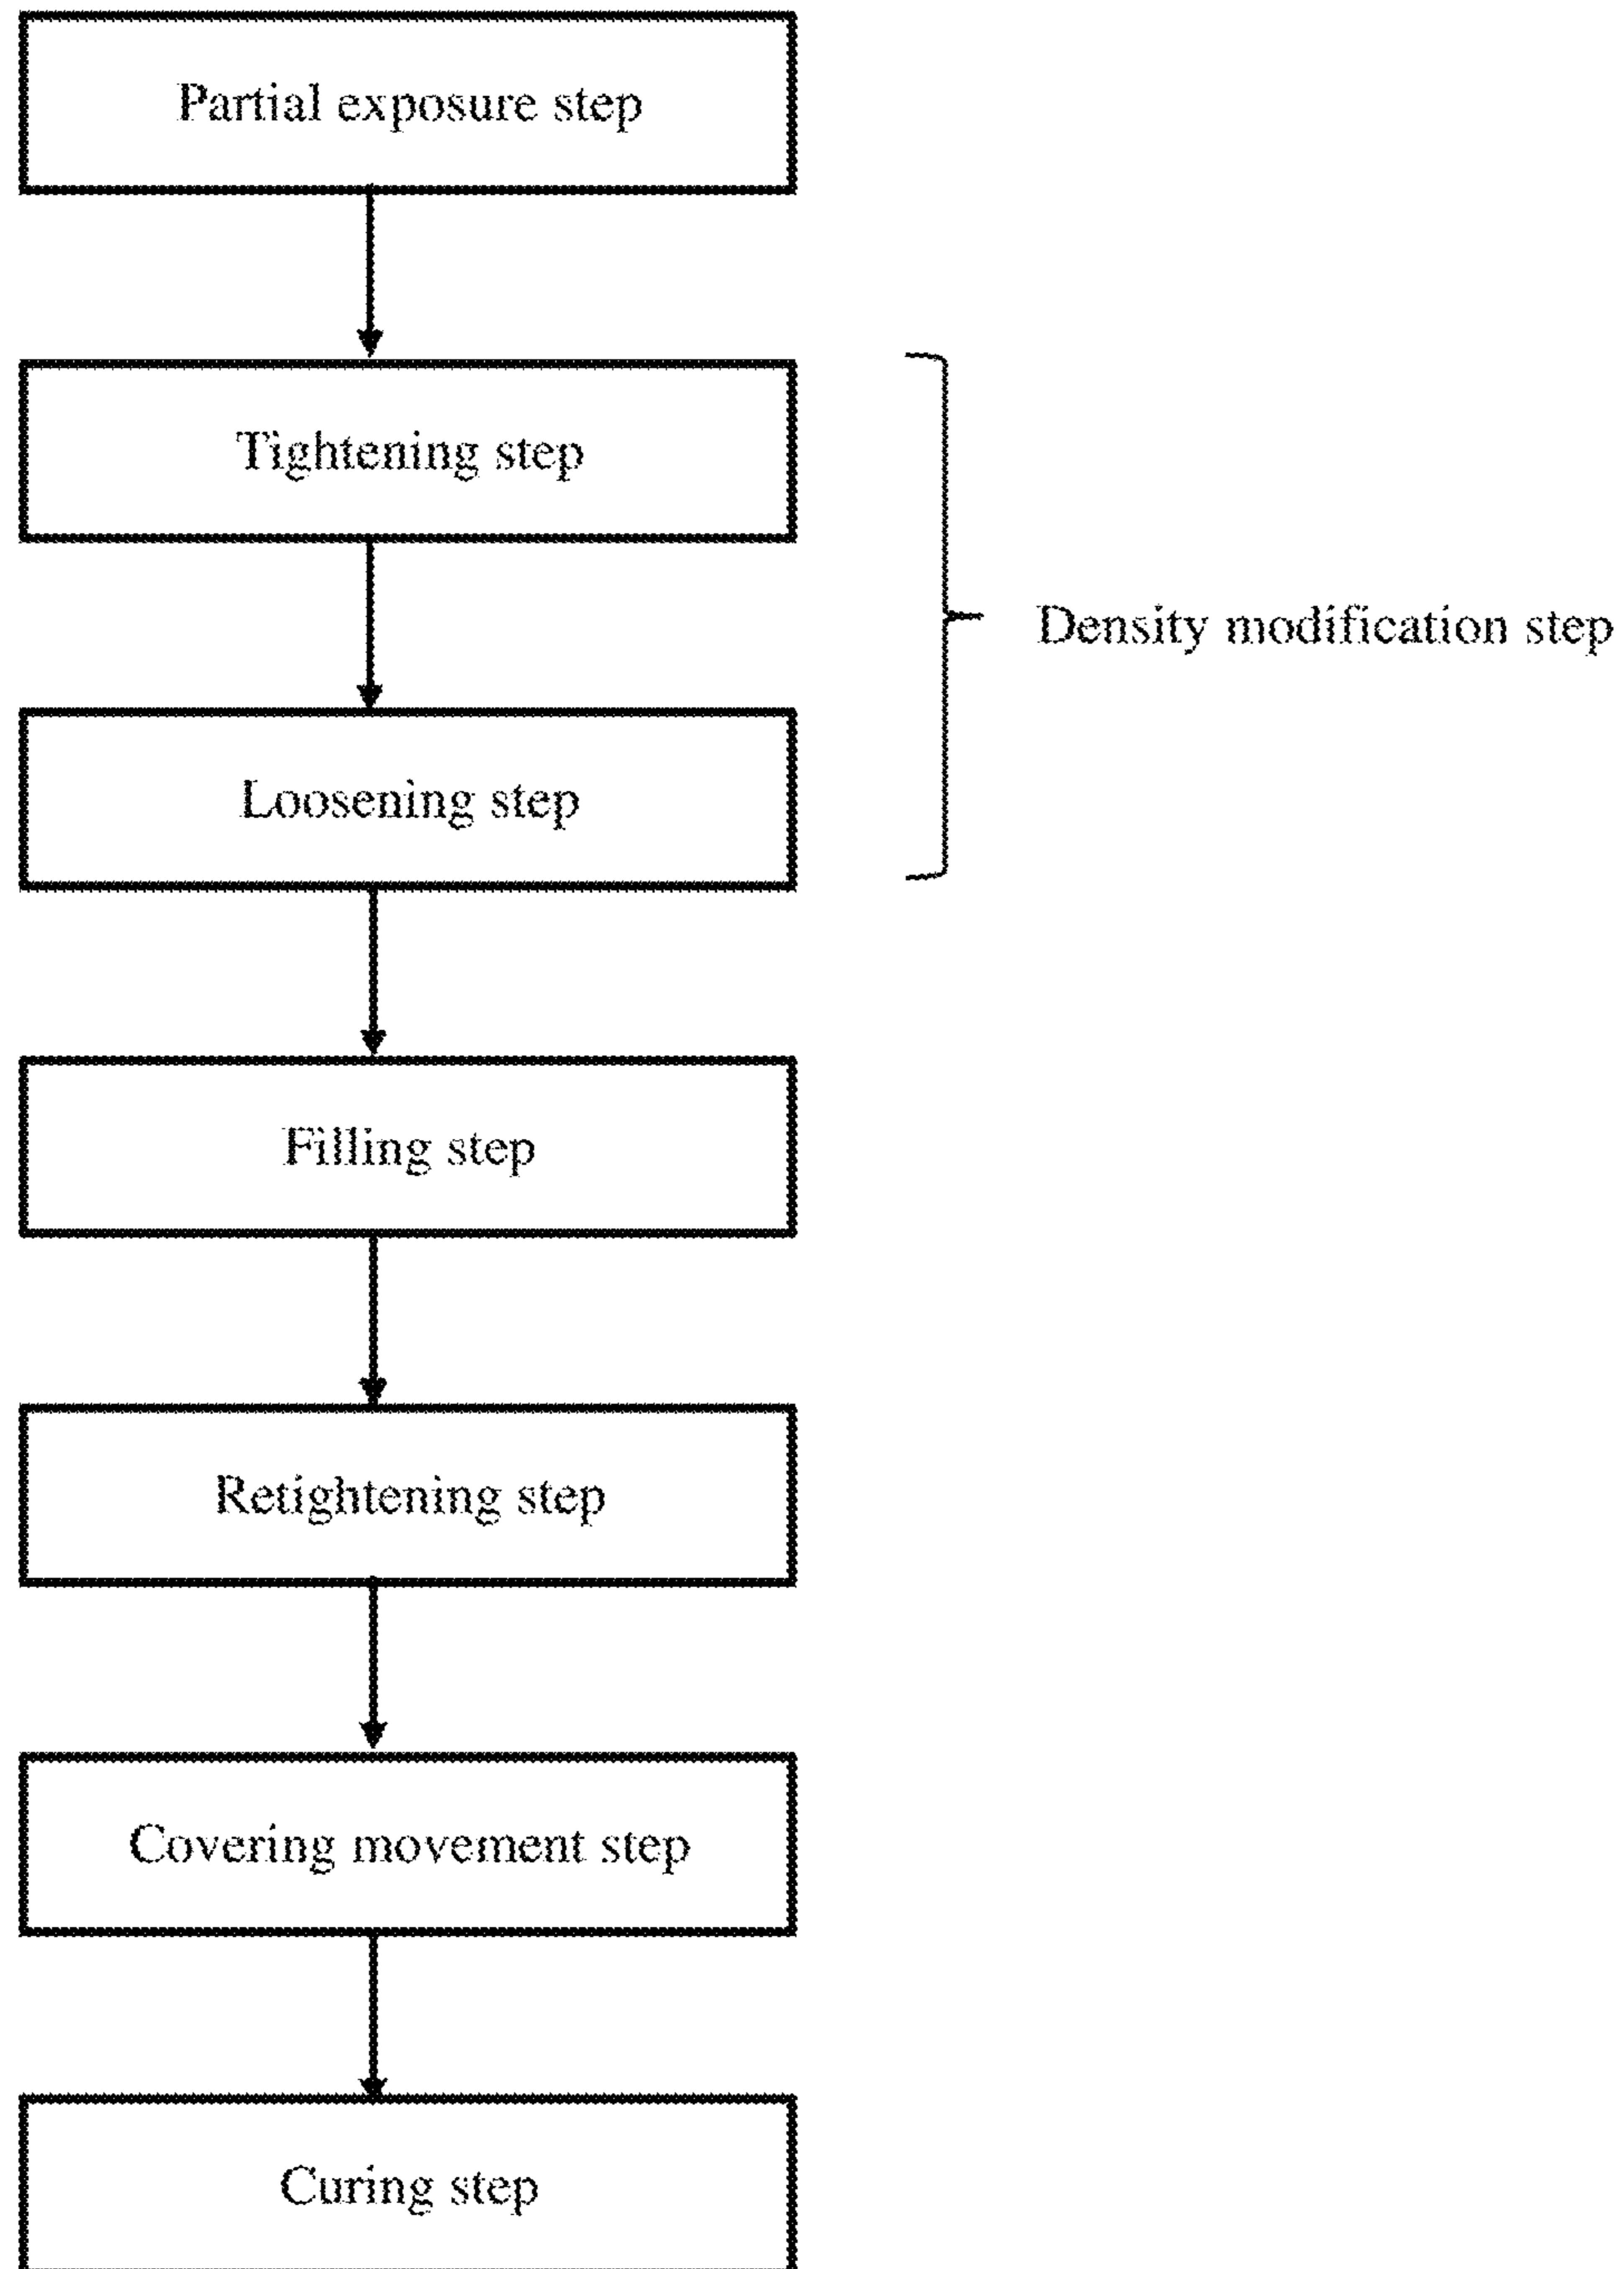 Partial exposure step
Tightening step
Density modification step
Loosening step
Filling step
Retightening step
Covering movement step
Curing step